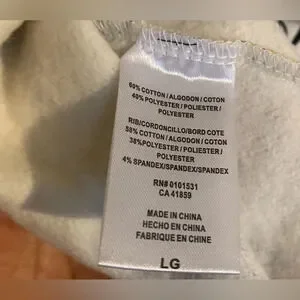 60% COTTON / ALGODON / COTON
40% POLYESTER / POLIESTER /
POLYESTER
RIB/CORDONCILLO/BORD COTE
58% COTTON / ALGODON / COTON
38%POLYESTER / POLIESTER /
POLYESTER
4% SPANDEX/SPANDEX/SPANDEX
RN# 0101531
CA 41859
MADE IN CHINA
HECHO EN CHINA
FABRIQUE EN CHINE
LG